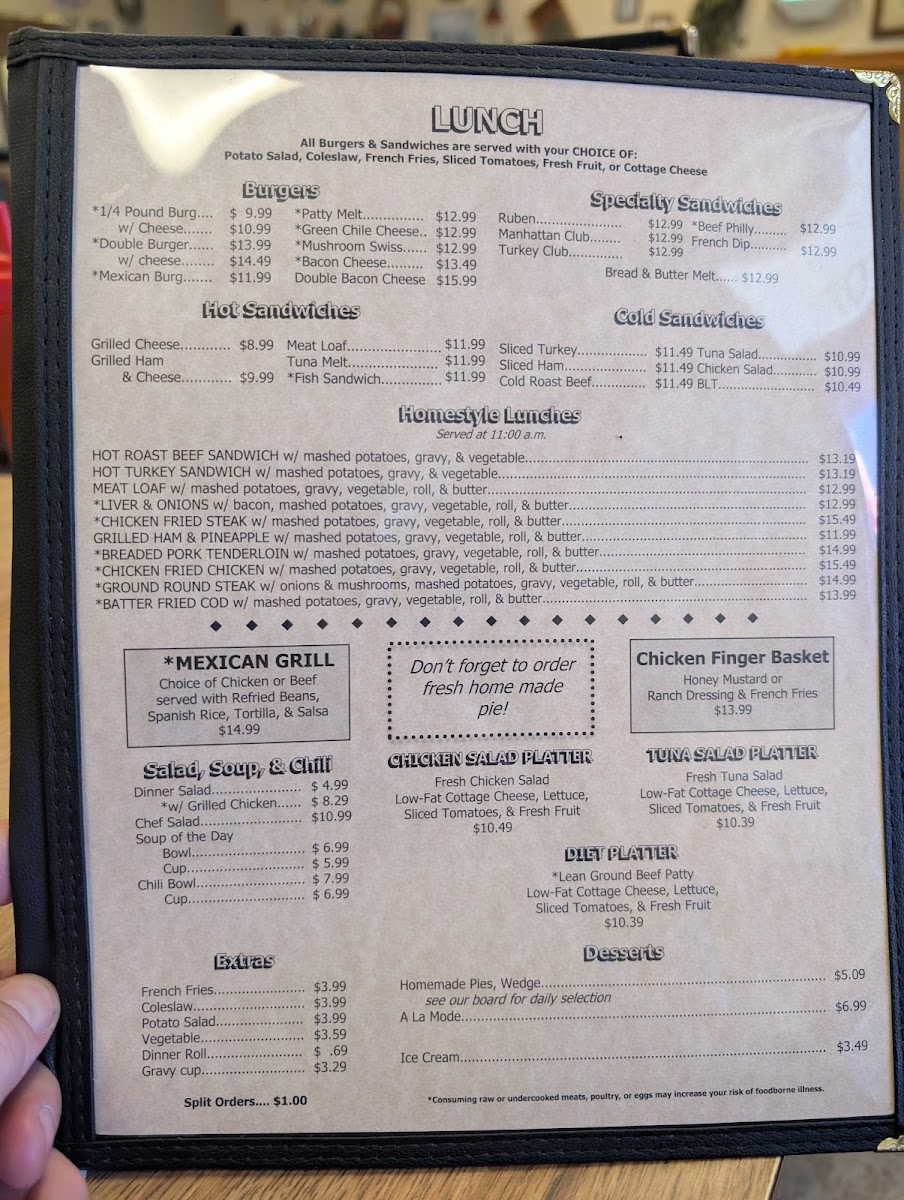 LUNCH
All Burgers & Sandwiches are served with your CHOICE OF:
Potato Salad, Coleslaw, French Fries, Sliced Tomatoes, Fresh Fruit, or Cottage Cheese
Burgers
*1/4 Pound Burg.... $ 9.99
w/ Cheese....... $10.99
*Double Burger...... $13.99
w/ cheese........ $14.49
*Mexican Burg....... $11.99
*Patty Melt............... $12.99
*Green Chile Cheese.. $12.99
*Mushroom Swiss...... $12.99
*Bacon Cheese......... $13.49
Double Bacon Cheese $15.99
Specialty Sandwiches
Ruben..................... $12.99
Manhattan Club........ $12.99
Turkey Club.............. $12.99
*Beef Philly......... $12.99
French Dip.......... $12.99
Bread & Butter Melt...... $12.99
Hot Sandwiches
Grilled Cheese............ $8.99
Grilled Ham
& Cheese............ $9.99
Meat Loaf....................... $11.99
Tuna Melt....................... $11.99
*Fish Sandwich............... $11.99
Cold Sandwiches
Sliced Turkey................. $11.49
Sliced Ham.................... $11.49
Cold Roast Beef............. $11.49
Tuna Salad.............. $10.99
Chicken Salad........... $10.99
BLT........................ $10.49
Homestyle Lunches
Served at 11:00 a.m.
HOT ROAST BEEF SANDWICH w/ mashed potatoes, gravy, & vegetable.................... $13.19
HOT TURKEY SANDWICH w/ mashed potatoes, gravy, & vegetable.................... $13.19
MEAT LOAF w/ mashed potatoes, gravy, vegetable, roll, & butter.................... $12.99
*LIVER & ONIONS w/ bacon, mashed potatoes, gravy, vegetable, roll, & butter.................... $12.99
*CHICKEN FRIED STEAK w/ mashed potatoes, gravy, vegetable, roll, & butter.................... $15.49
GRILLED HAM & PINEAPPLE w/ mashed potatoes, gravy, vegetable, roll, & butter.................... $11.99
*BREADED PORK TENDERLOIN w/ mashed potatoes, gravy, vegetable, roll, & butter.................... $14.99
*CHICKEN FRIED CHICKEN w/ mashed potatoes, gravy, vegetable, roll, & butter.................... $15.49
*GROUND ROUND STEAK w/ onions & mushrooms, mashed potatoes, gravy, vegetable, roll, & butter.................... $14.99
*BATTER FRIED COD w/ mashed potatoes, gravy, vegetable, roll, & butter.................... $13.99
*MEXICAN GRILL
Choice of Chicken or Beef
served with Refried Beans,
Spanish Rice, Tortilla, & Salsa
$14.99
Don't forget to order
fresh home made
pie!
Chicken Finger Basket
Honey Mustard or
Ranch Dressing & French Fries
$13.99
Salad, Soup, & Chili
Dinner Salad...................... $ 4.99
*w/ Grilled Chicken...... $ 8.29
Chef Salad......................... $10.99
Soup of the Day
Bowl............................ $ 6.99
Cup............................. $ 5.99
Chili Bowl.......................... $ 7.99
Cup............................. $ 6.99
CHICKEN SALAD PLATTER
Fresh Chicken Salad
Low-Fat Cottage Cheese, Lettuce,
Sliced Tomatoes, & Fresh Fruit
$10.49
TUNA SALAD PLATTER
Fresh Tuna Salad
Low-Fat Cottage Cheese, Lettuce,
Sliced Tomatoes, & Fresh Fruit
$10.39
DIET PLATTER
*Lean Ground Beef Patty
Low-Fat Cottage Cheese, Lettuce,
Sliced Tomatoes, & Fresh Fruit
$10.39
Extras
French Fries...................... $3.99
Coleslaw........................... $3.99
Potato Salad..................... $3.99
Vegetable......................... $3.59
Dinner Roll........................ $ .69
Gravy cup......................... $3.29
Split Orders.... $1.00
Desserts
Homemade Pies, Wedge.................... $5.09
see our board for daily selection
A La Mode.................... $6.99
Ice Cream.................... $3.49
*Consuming raw or undercooked meats, poultry, or eggs may increase your risk of foodborne illness.